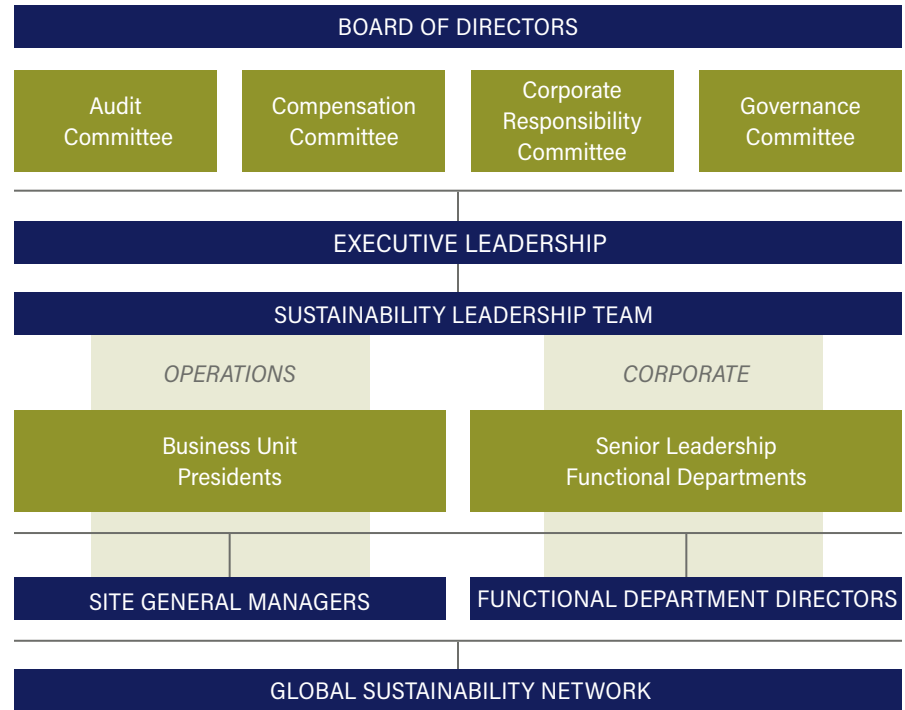 BOARD OF DIRECTORS
Audit
Committee
Compensation
Committee
Corporate
Responsibility
Committee
Governance
Committee
EXECUTIVE LEADERSHIP
SUSTAINABILITY LEADERSHIP TEAM
OPERATIONS
CORPORATE
Business Unit
Presidents
Senior Leadership
Functional Departments
SITE GENERAL MANAGERS
FUNCTIONAL DEPARTMENT DIRECTORS
GLOBAL SUSTAINABILITY NETWORK